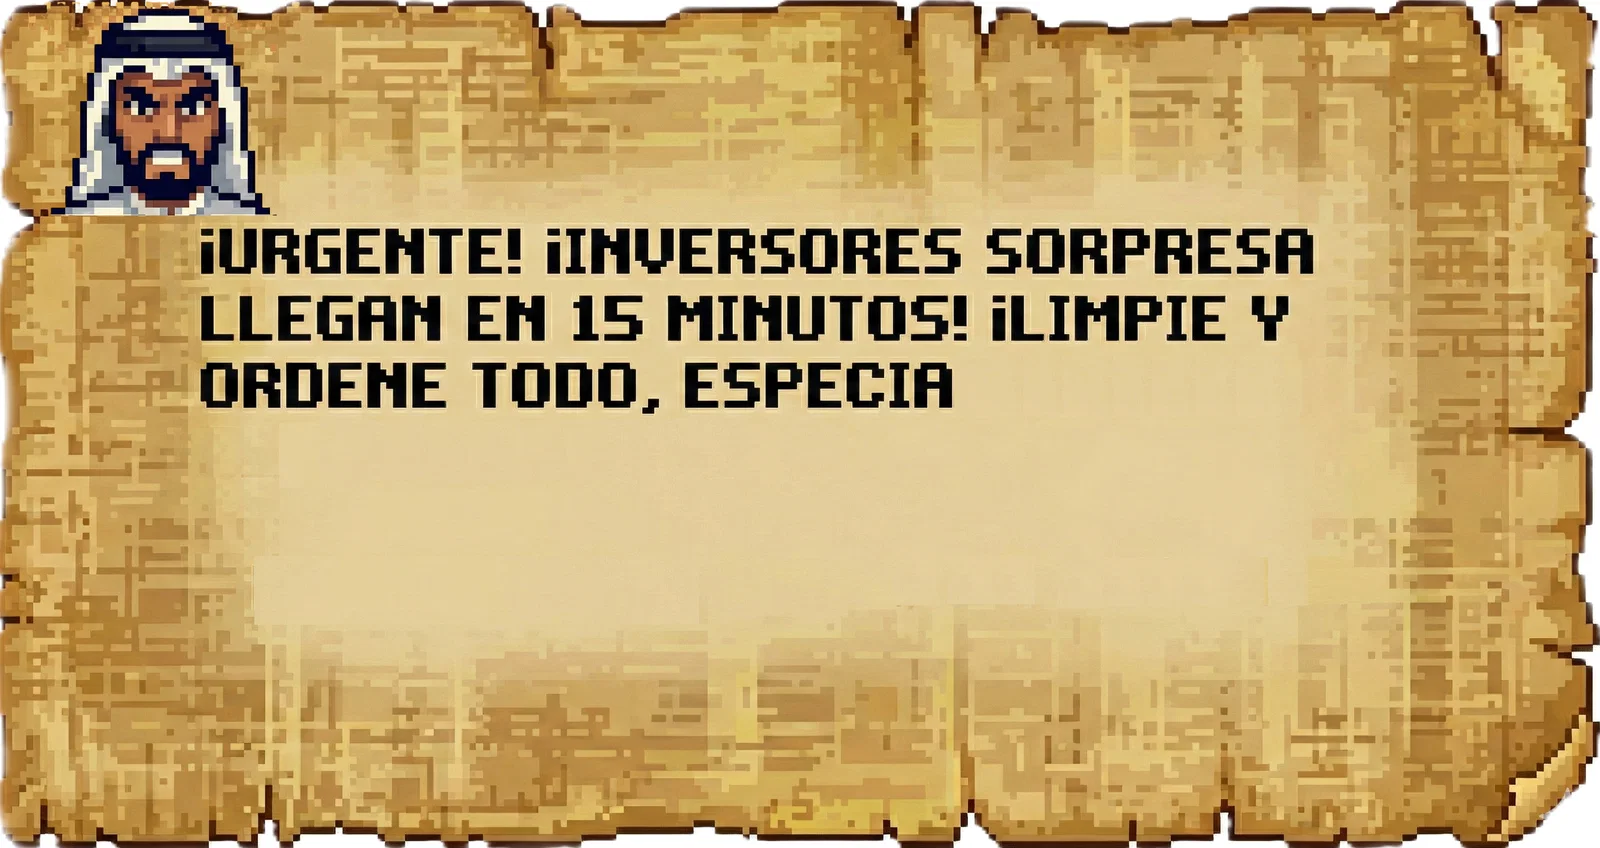 ¡URGENTE! ¡INVERSORES SORPRESA
LLEGAN EN 15 MINUTOS! ¡LIMPIE Y
ORDENE TODO, ESPECIA